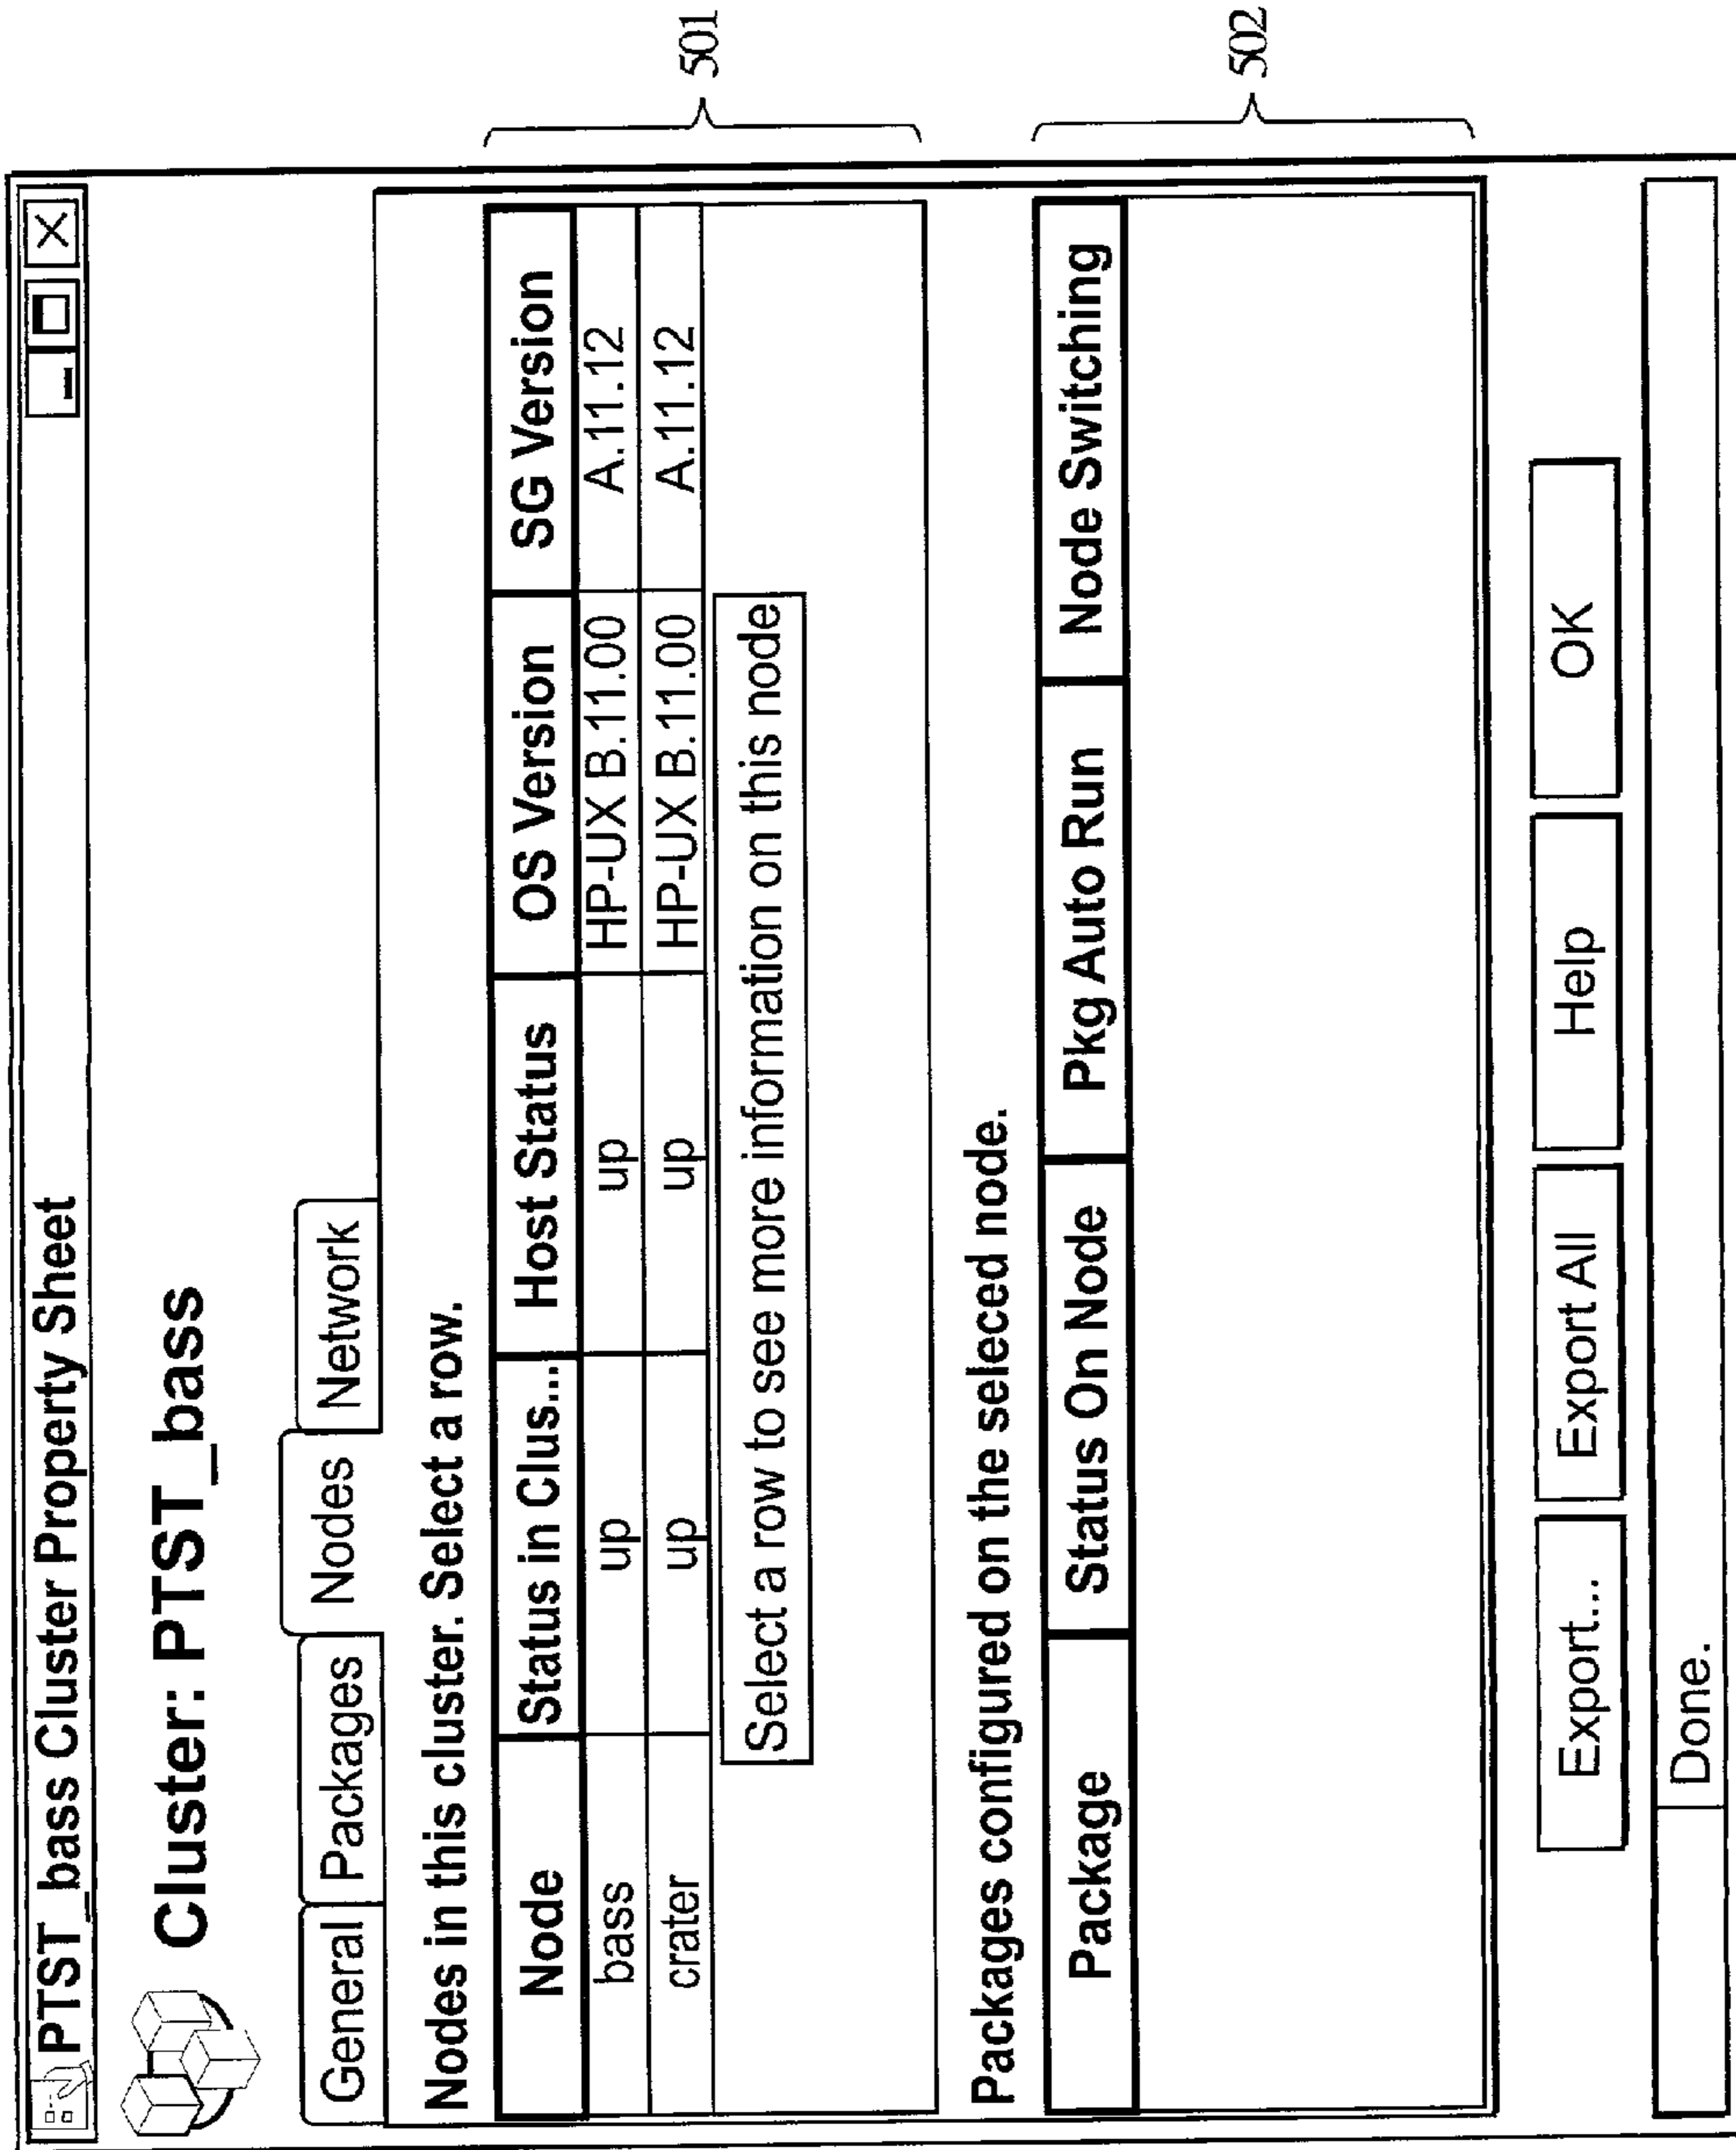 PTST_bass Cluster Property Sheet
Cluster: PTST_bass
General Packages Nodes Network
Nodes in this cluster. Select a row.
Node Status in Clus... Host Status OS Version SG Version
bass up up HP-UX B.11.00 A.11.12
crater up up HP-UX B.11.00 A.11.12
Select a row to see more information on this node
501
Packages configured on the seleced node.
Package Status On Node Pkg Auto Run Node Switching
502
Export... Export All Help OK
Done.